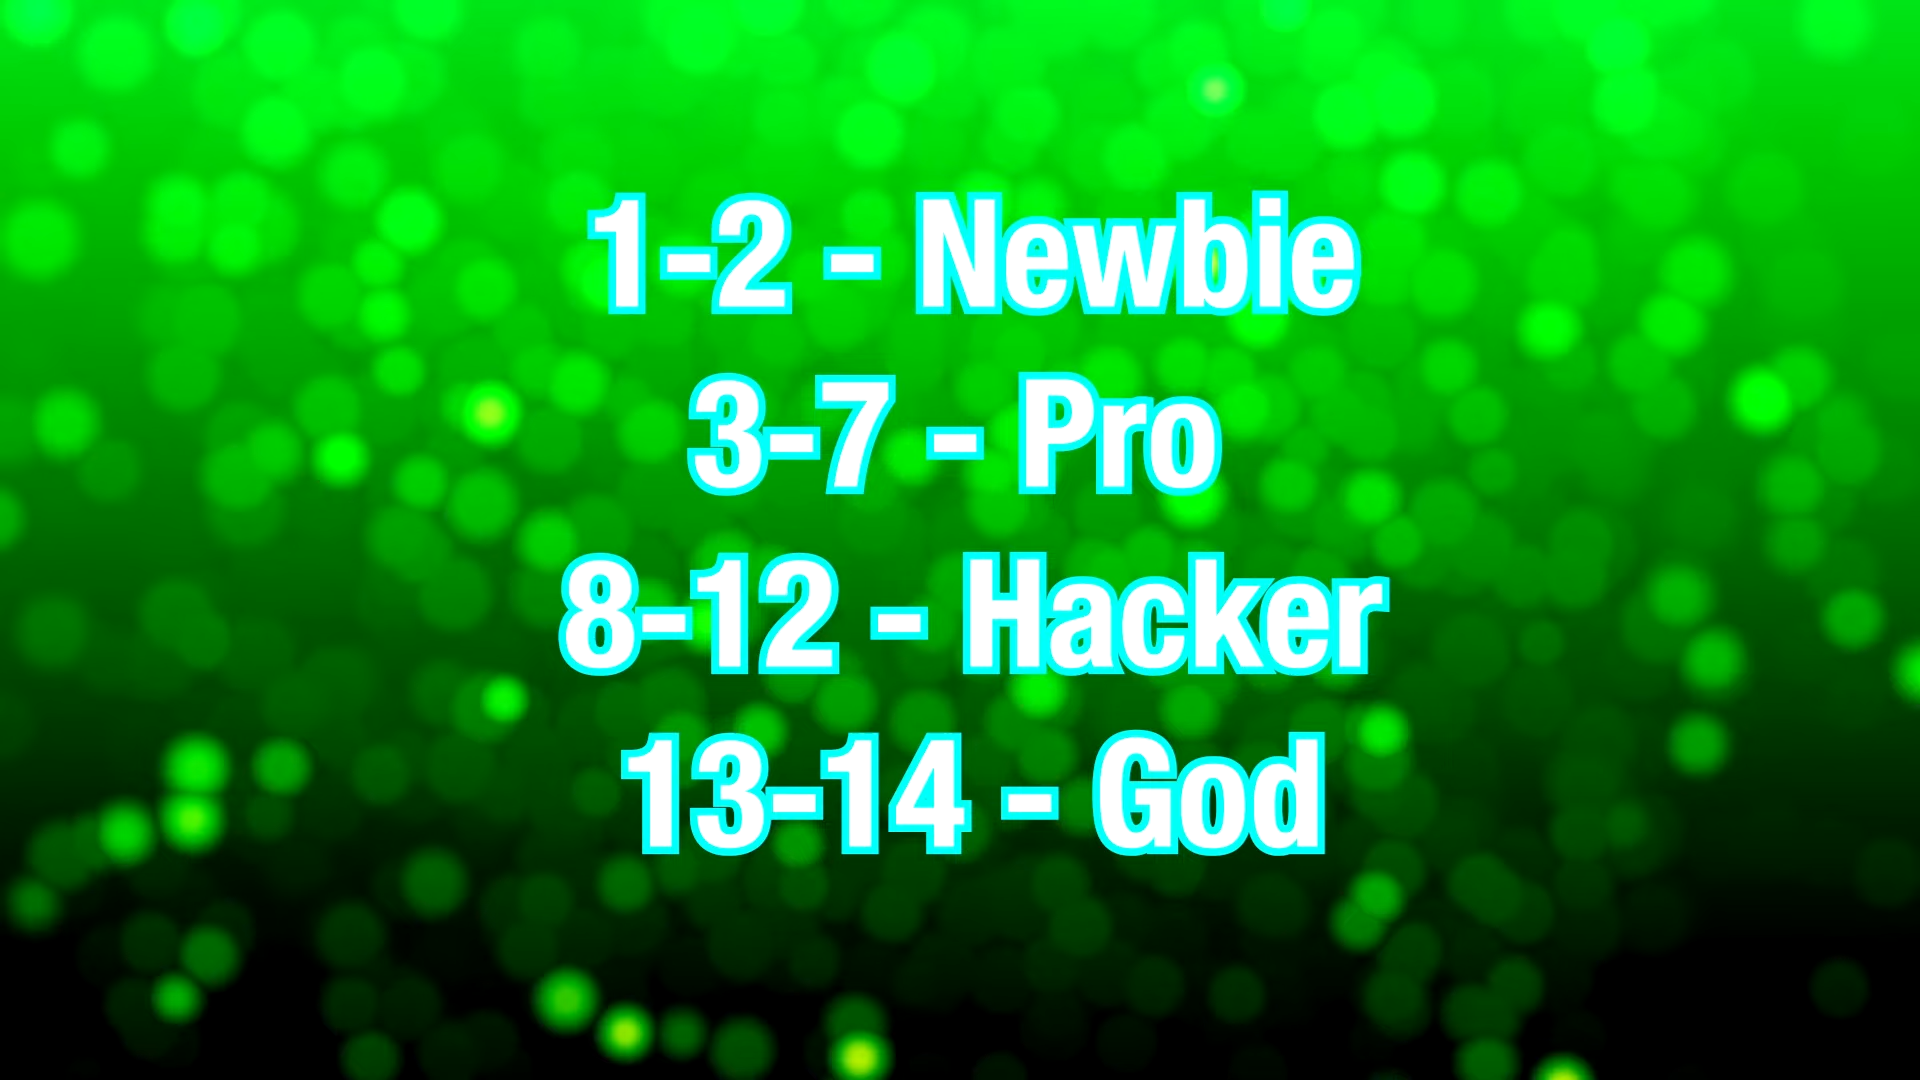 1-2 - Newbie
3-7 - Pro
8-12 - Hacker
13-14 - God